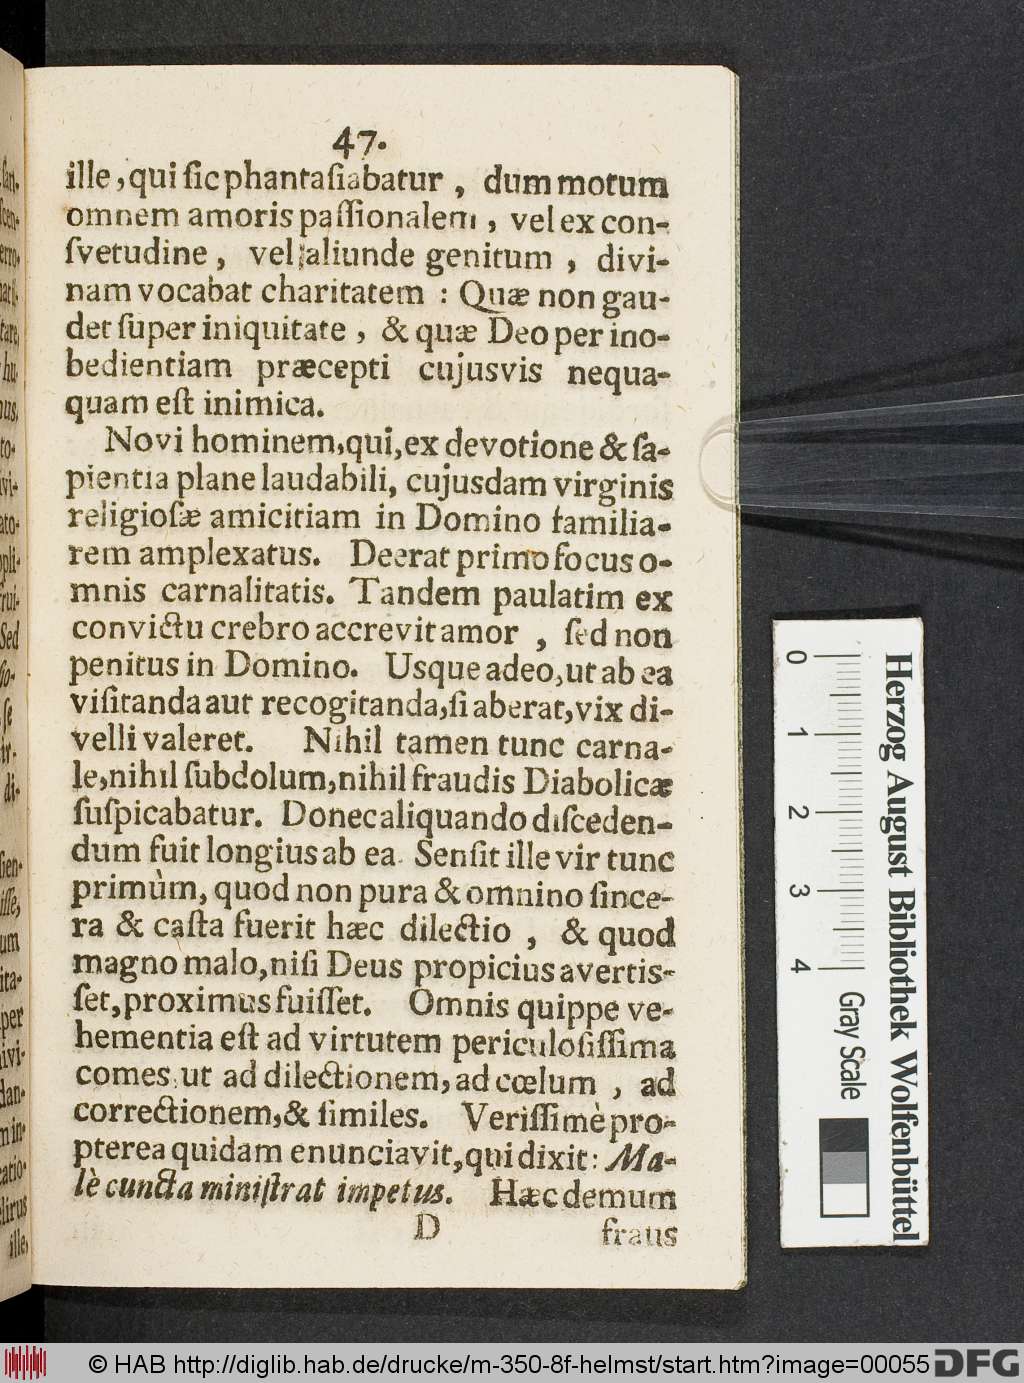 47.
ille, qui ſic phantaſiabatur , dum motum
omnem amoris paſſionalem , vel ex con-
ſvetudine , vel aliunde genitum , divi-
nam vocabat charitatem : Quæ non gau-
det ſuper iniquitate , & quæ Deo per ino-
bedientiam præcepti cujusvis nequa-
quam eſt inimica.
Novi hominem, qui, ex devotione & ſa-
pientia plane laudabili, cujusdam virginis
religioſæ amicitiam in Domino familia-
rem amplexatus. Deerat primo focus o-
mnis carnalitatis. Tandem paulatim ex
convictu crebro accrevit amor , ſed non
penitus in Domino. Usque adeo, ut ab ea
viſitanda aut recogitanda, ſi aberat, vix di-
velli valeret. Nihil tamen tunc carna-
le, nihil ſubdolum, nihil fraudis Diabolicæ
ſuſpicabatur. Donec aliquando diſceden-
dum fuit longius ab ea. Senſit ille vir tunc
primùm, quod non pura & omnino ſince-
ra & caſta fuerit hæc dilectio , & quod
magno malo, niſi Deus propicius avertis-
ſet, proximus fuiſſet. Omnis quippe ve-
hementia eſt ad virtutem periculoſiſſima
comes, ut ad dilectionem, ad cœlum , ad
correctionem, & ſimiles. Veriſſimè pro-
pterea quidam enunciavit, qui dixit: Ma-
lè cuncta miniſtrat impetus. Hæc demum
D fraus
0 1 2 3 4
Gray Scale
Herzog August Bibliothek Wolfenbüttel
© HAB http://diglib.hab.de/drucke/m-350-8f-helmst/start.htm?image=00055
DFG